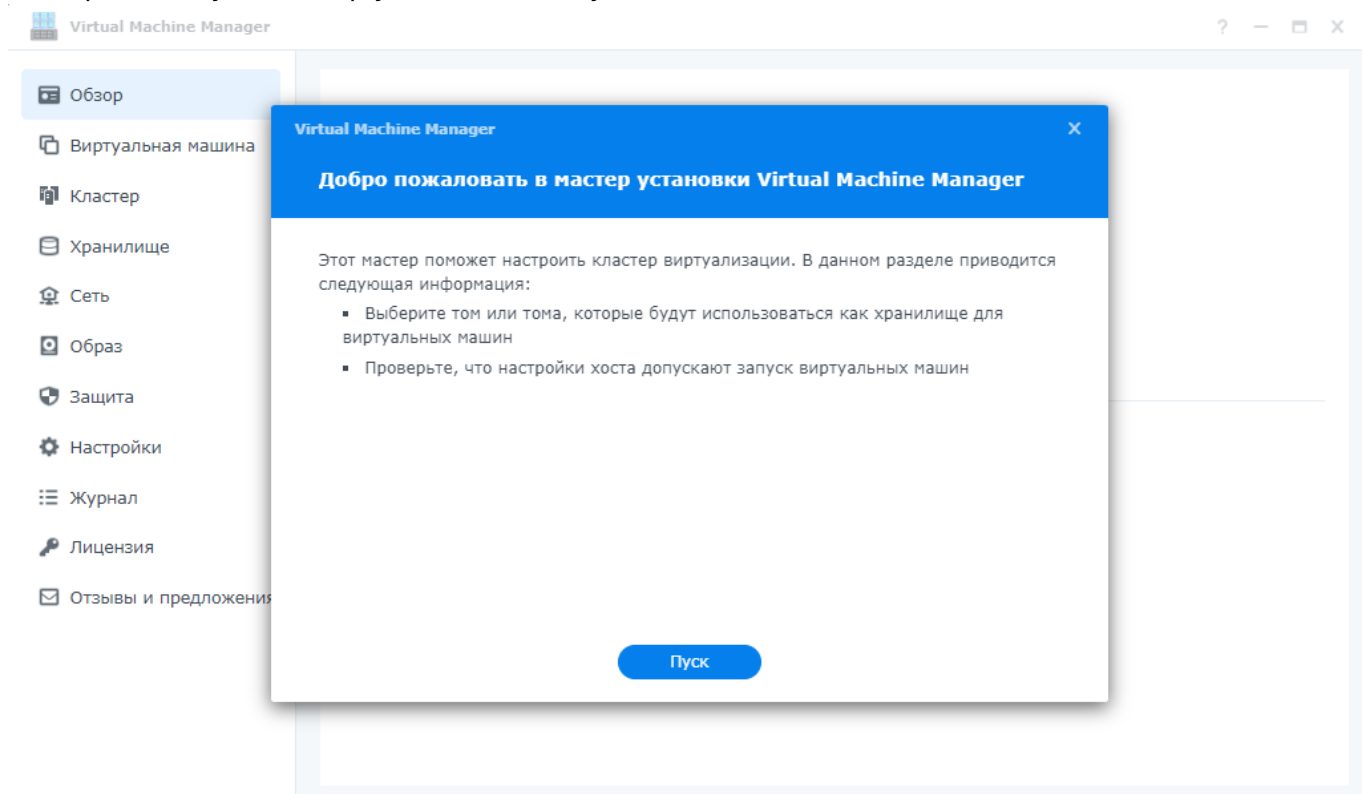 Virtual Machine Manager
Обзор
Виртуальная машина
Кластер
Хранилище
Сеть
Образ
Защита
Настройки
Журнал
Лицензия
Отзывы и предложения
Virtual Machine Manager
Добро пожаловать в мастер установки Virtual Machine Manager
Этот мастер поможет настроить кластер виртуализации. В данном разделе приводится
следующая информация:
▪ Выберите том или тома, которые будут использоваться как хранилище для
виртуальных машин
▪ Проверьте, что настройки хоста допускают запуск виртуальных машин
Пуск